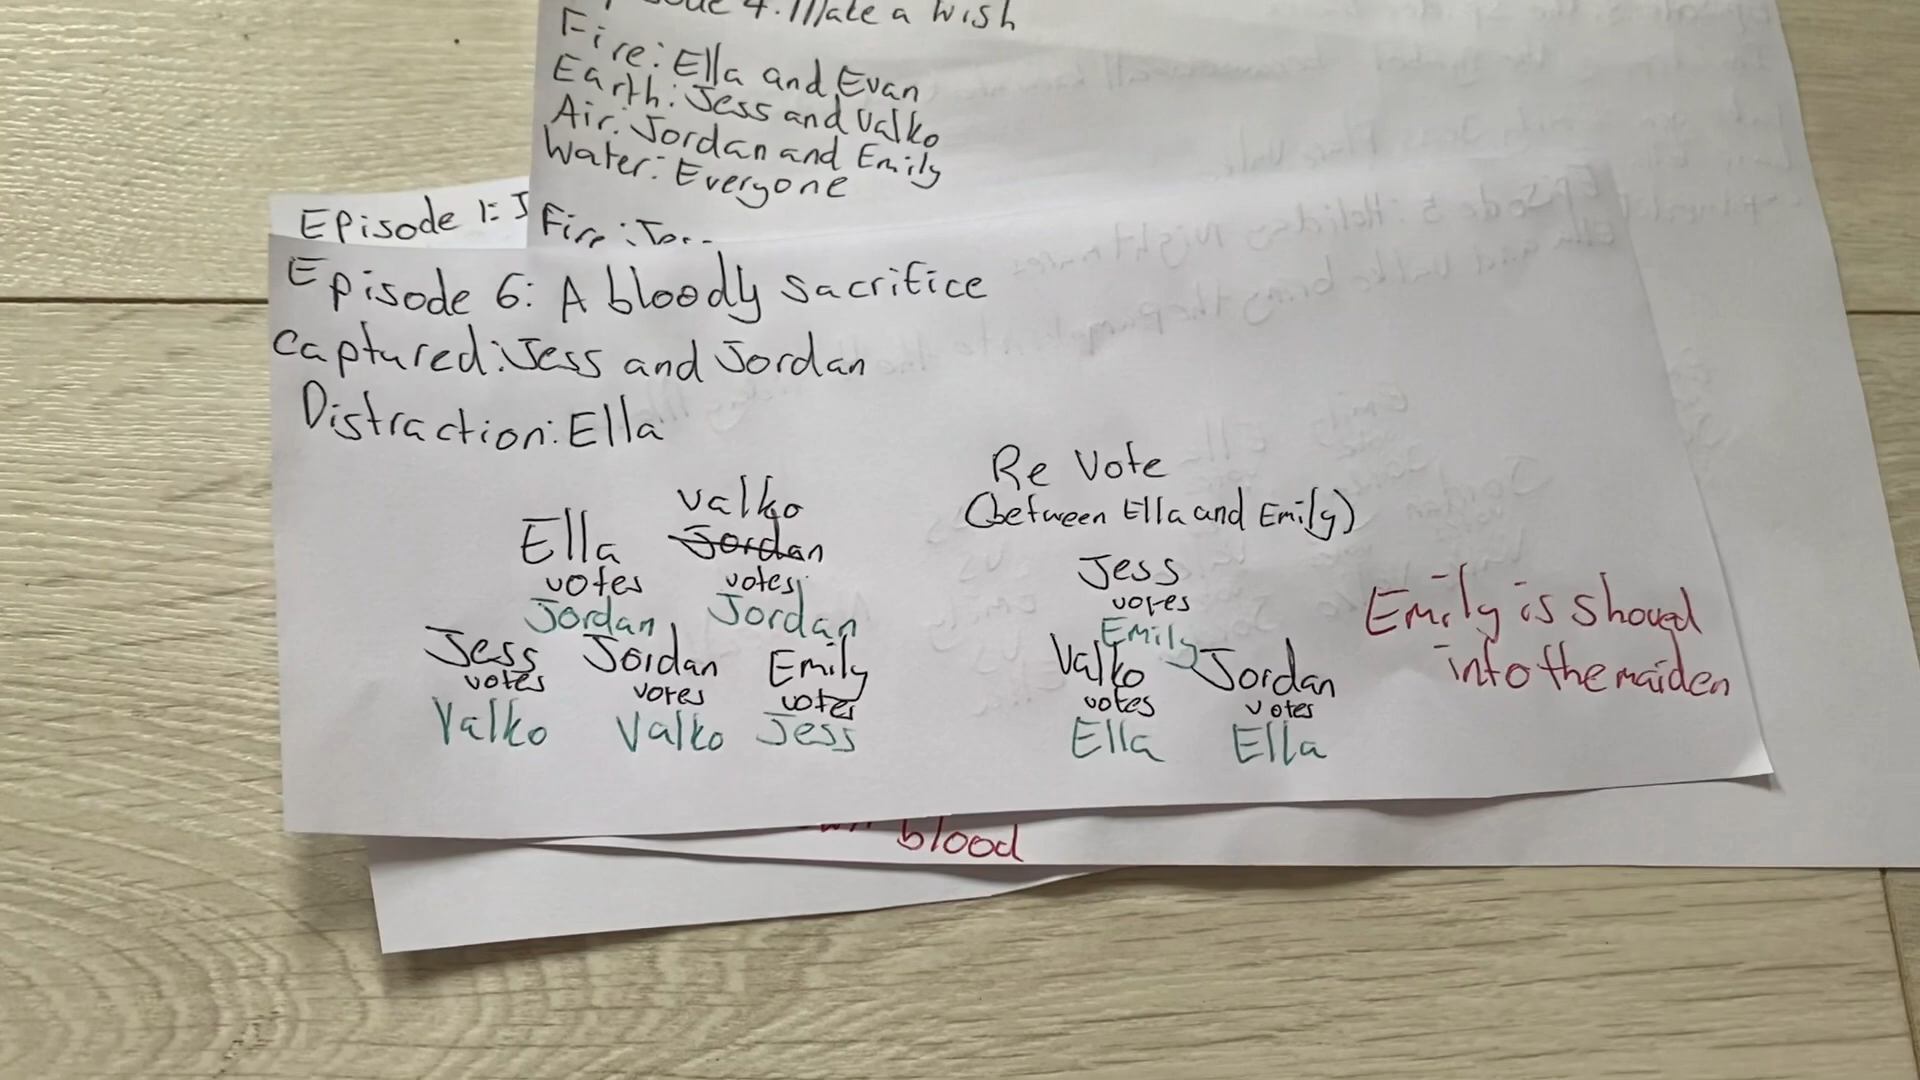 4: Make a wish
Fire: Ella and Evan
Earth: Jess and Valko
Air: Jordan and Emily
Water: Everyone
Fire:
Episode 1:
Episode 6: A bloody sacrifice
Captured: Jess and Jordan
Distraction: Ella
Ella
votes
Jordan
Valko
Jordan
votes
Jordan
Jess
votes
Valko
Jordan
votes
Valko
Emily
votes
Jess
Re Vote
(between Ella and Emily)
Jess
votes
Emily
Valko
votes
Ella
Jordan
votes
Ella
Emily is shoved
into the maiden
blood